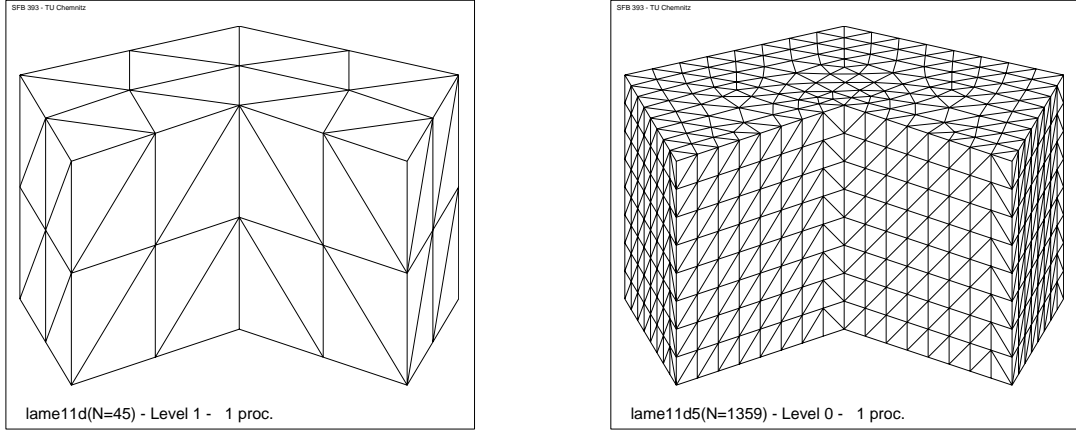 SFB 393 - TU Chemnitz
lame11d(N=45) - Level 1 - 1 proc.
SFB 393 - TU Chemnitz
lame11d5(N=1359) - Level 0 - 1 proc.